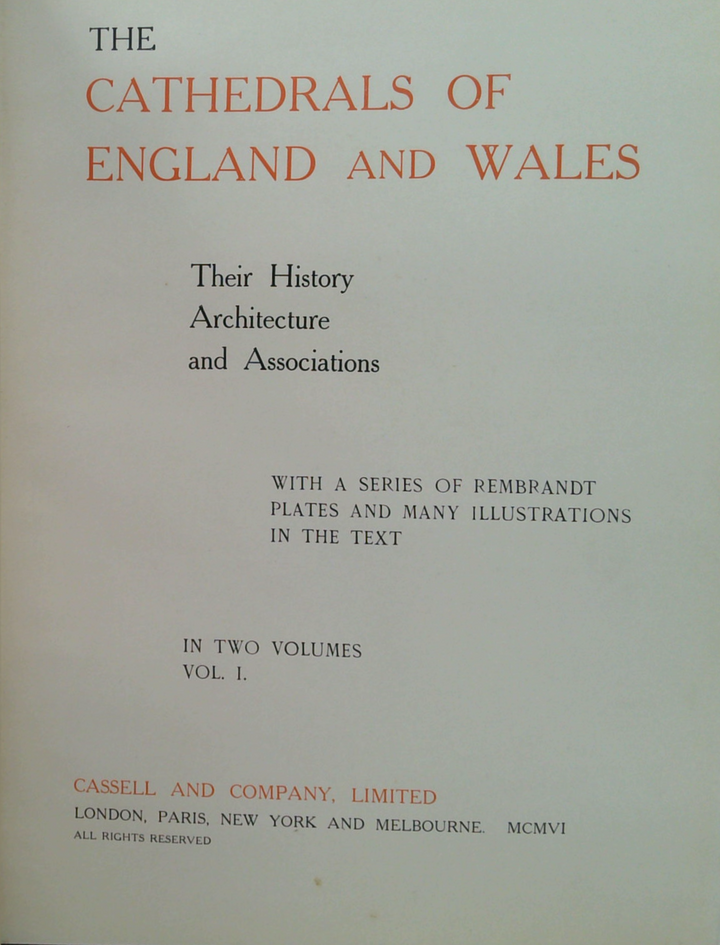 THE
CATHEDRALS OF
ENGLAND AND WALES
Their History
Architecture
and Associations
WITH A SERIES OF REMBRANDT
PLATES AND MANY ILLUSTRATIONS
IN THE TEXT
IN TWO VOLUMES
VOL. I.
CASSELL AND COMPANY, LIMITED
LONDON, PARIS, NEW YORK AND MELBOURNE. MCMVI
ALL RIGHTS RESERVED